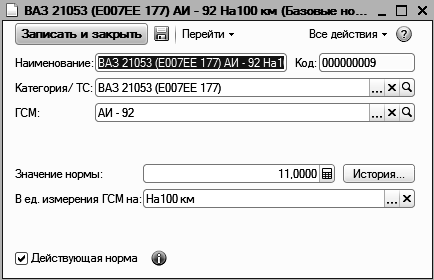 ВАЗ 21053 (Е007ЕЕ 177) АИ - 92 На100 км (Базовые но...
Записать и закрыть Перейти Все действия ?
Наименование: ВАЗ 21053 (Е007ЕЕ 177) АИ - 92 На1 Код: 000000009
Категория/ ТС: ВАЗ 21053 (Е007ЕЕ 177) ...
ГСМ: АИ - 92 ...
Значение нормы: 11,0000 История...
В ед. измерения ГСМ на: На100 км ...
Действующая норма